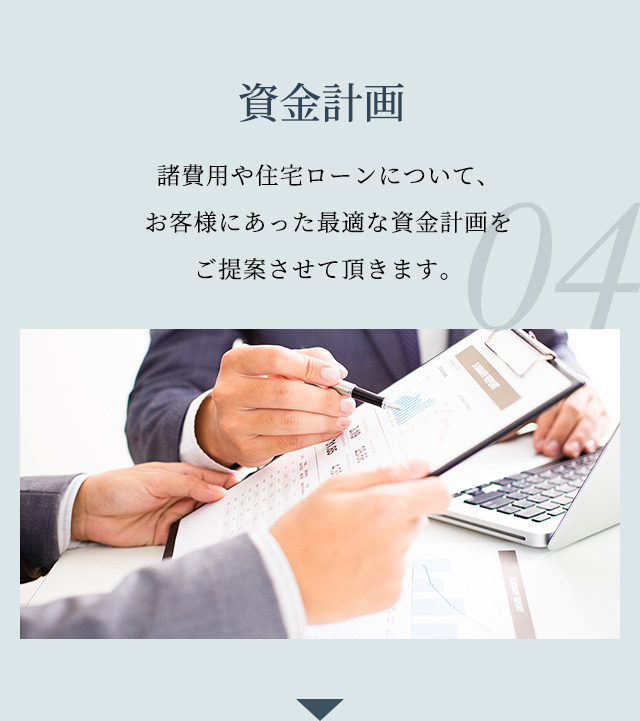 資金計画
諸費用や住宅ローンについて、
お客様にあった最適な資金計画を
ご提案させて頂きます。
04